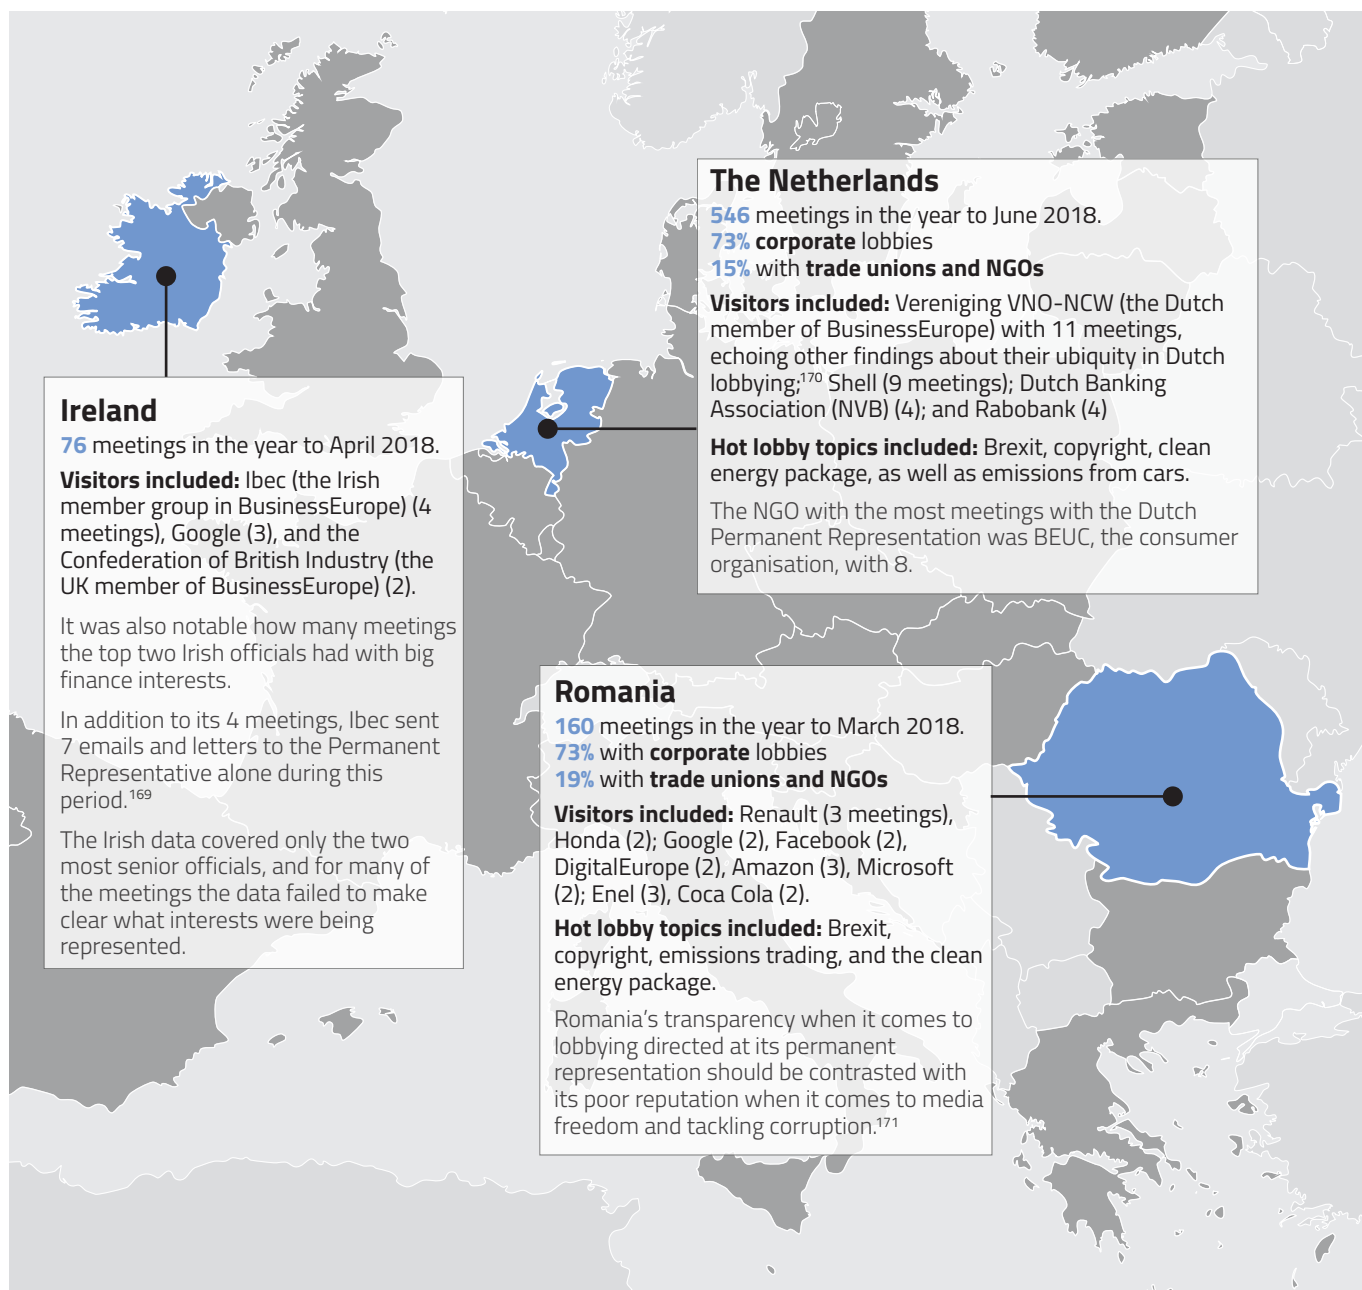 The Netherlands
546 meetings in the year to June 2018.
73% corporate lobbies
15% with trade unions and NGOs
Visitors included: Vereniging VNO-NCW (the Dutch
member of BusinessEurope) with 11 meetings,
echoing other findings about their ubiquity in Dutch
lobbying;170 Shell (9 meetings); Dutch Banking
Association (NVB) (4); and Rabobank (4)
Hot lobby topics included: Brexit, copyright, clean
energy package, as well as emissions from cars.
The NGO with the most meetings with the Dutch
Permanent Representation was BEUC, the consumer
organisation, with 8.
Ireland
76 meetings in the year to April 2018.
Visitors included: Ibec (the Irish
member group in BusinessEurope) (4
meetings), Google (3), and the
Confederation of British Industry (the
UK member of BusinessEurope) (2).
It was also notable how many meetings
the top two Irish officials had with big
finance interests.
In addition to its 4 meetings, Ibec sent
7 emails and letters to the Permanent
Representative alone during this
period.169
The Irish data covered only the two
most senior officials, and for many of
the meetings the data failed to make
clear what interests were being
represented.
Romania
160 meetings in the year to March 2018.
73% with corporate lobbies
19% with trade unions and NGOs
Visitors included: Renault (3 meetings),
Honda (2); Google (2), Facebook (2),
DigitalEurope (2), Amazon (3), Microsoft
(2); Enel (3), Coca Cola (2).
Hot lobby topics included: Brexit,
copyright, emissions trading, and the clean
energy package.
Romania's transparency when it comes to
lobbying directed at its permanent
representation should be contrasted with
its poor reputation when it comes to media
freedom and tackling corruption.171